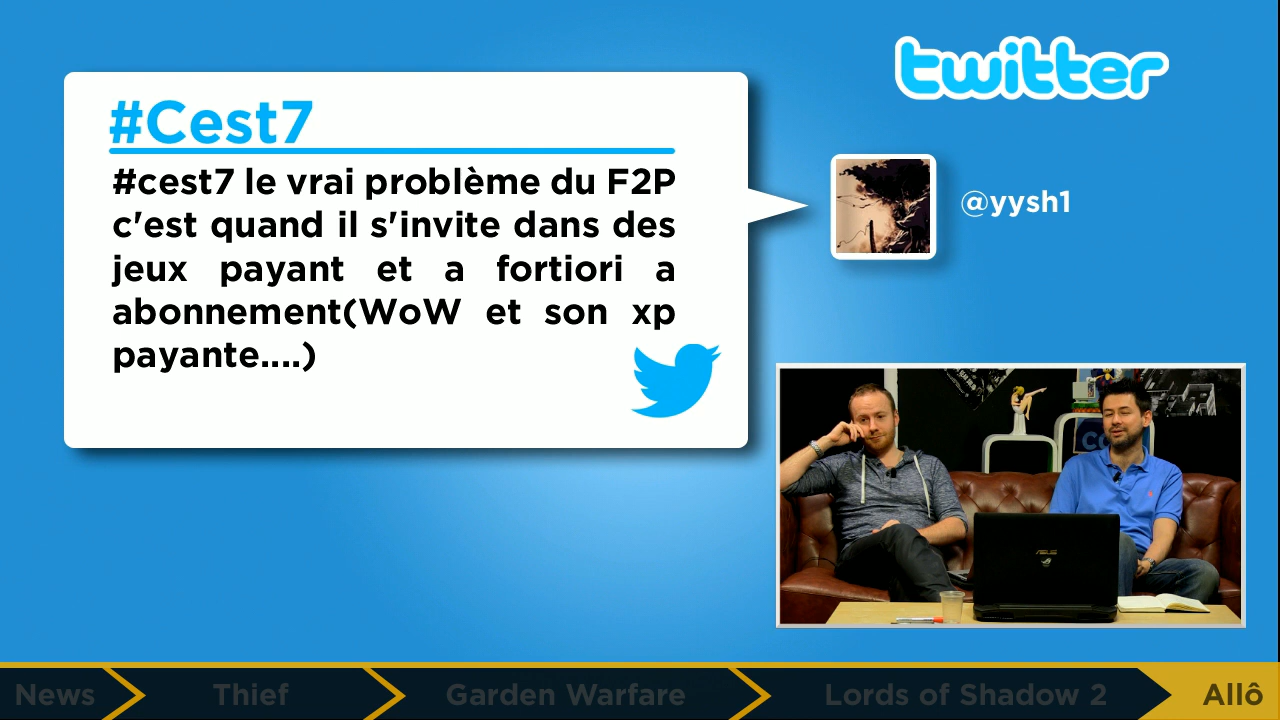 twitter
#Cest7
#cest7 le vrai problème du F2P
c'est quand il s'invite dans des
jeux payant et a fortiori a
abonnement(WoW et son xp
payante....)
@yysh1
ASUS
News
Thief
Garden Warfare
Lords of Shadow 2
Allô